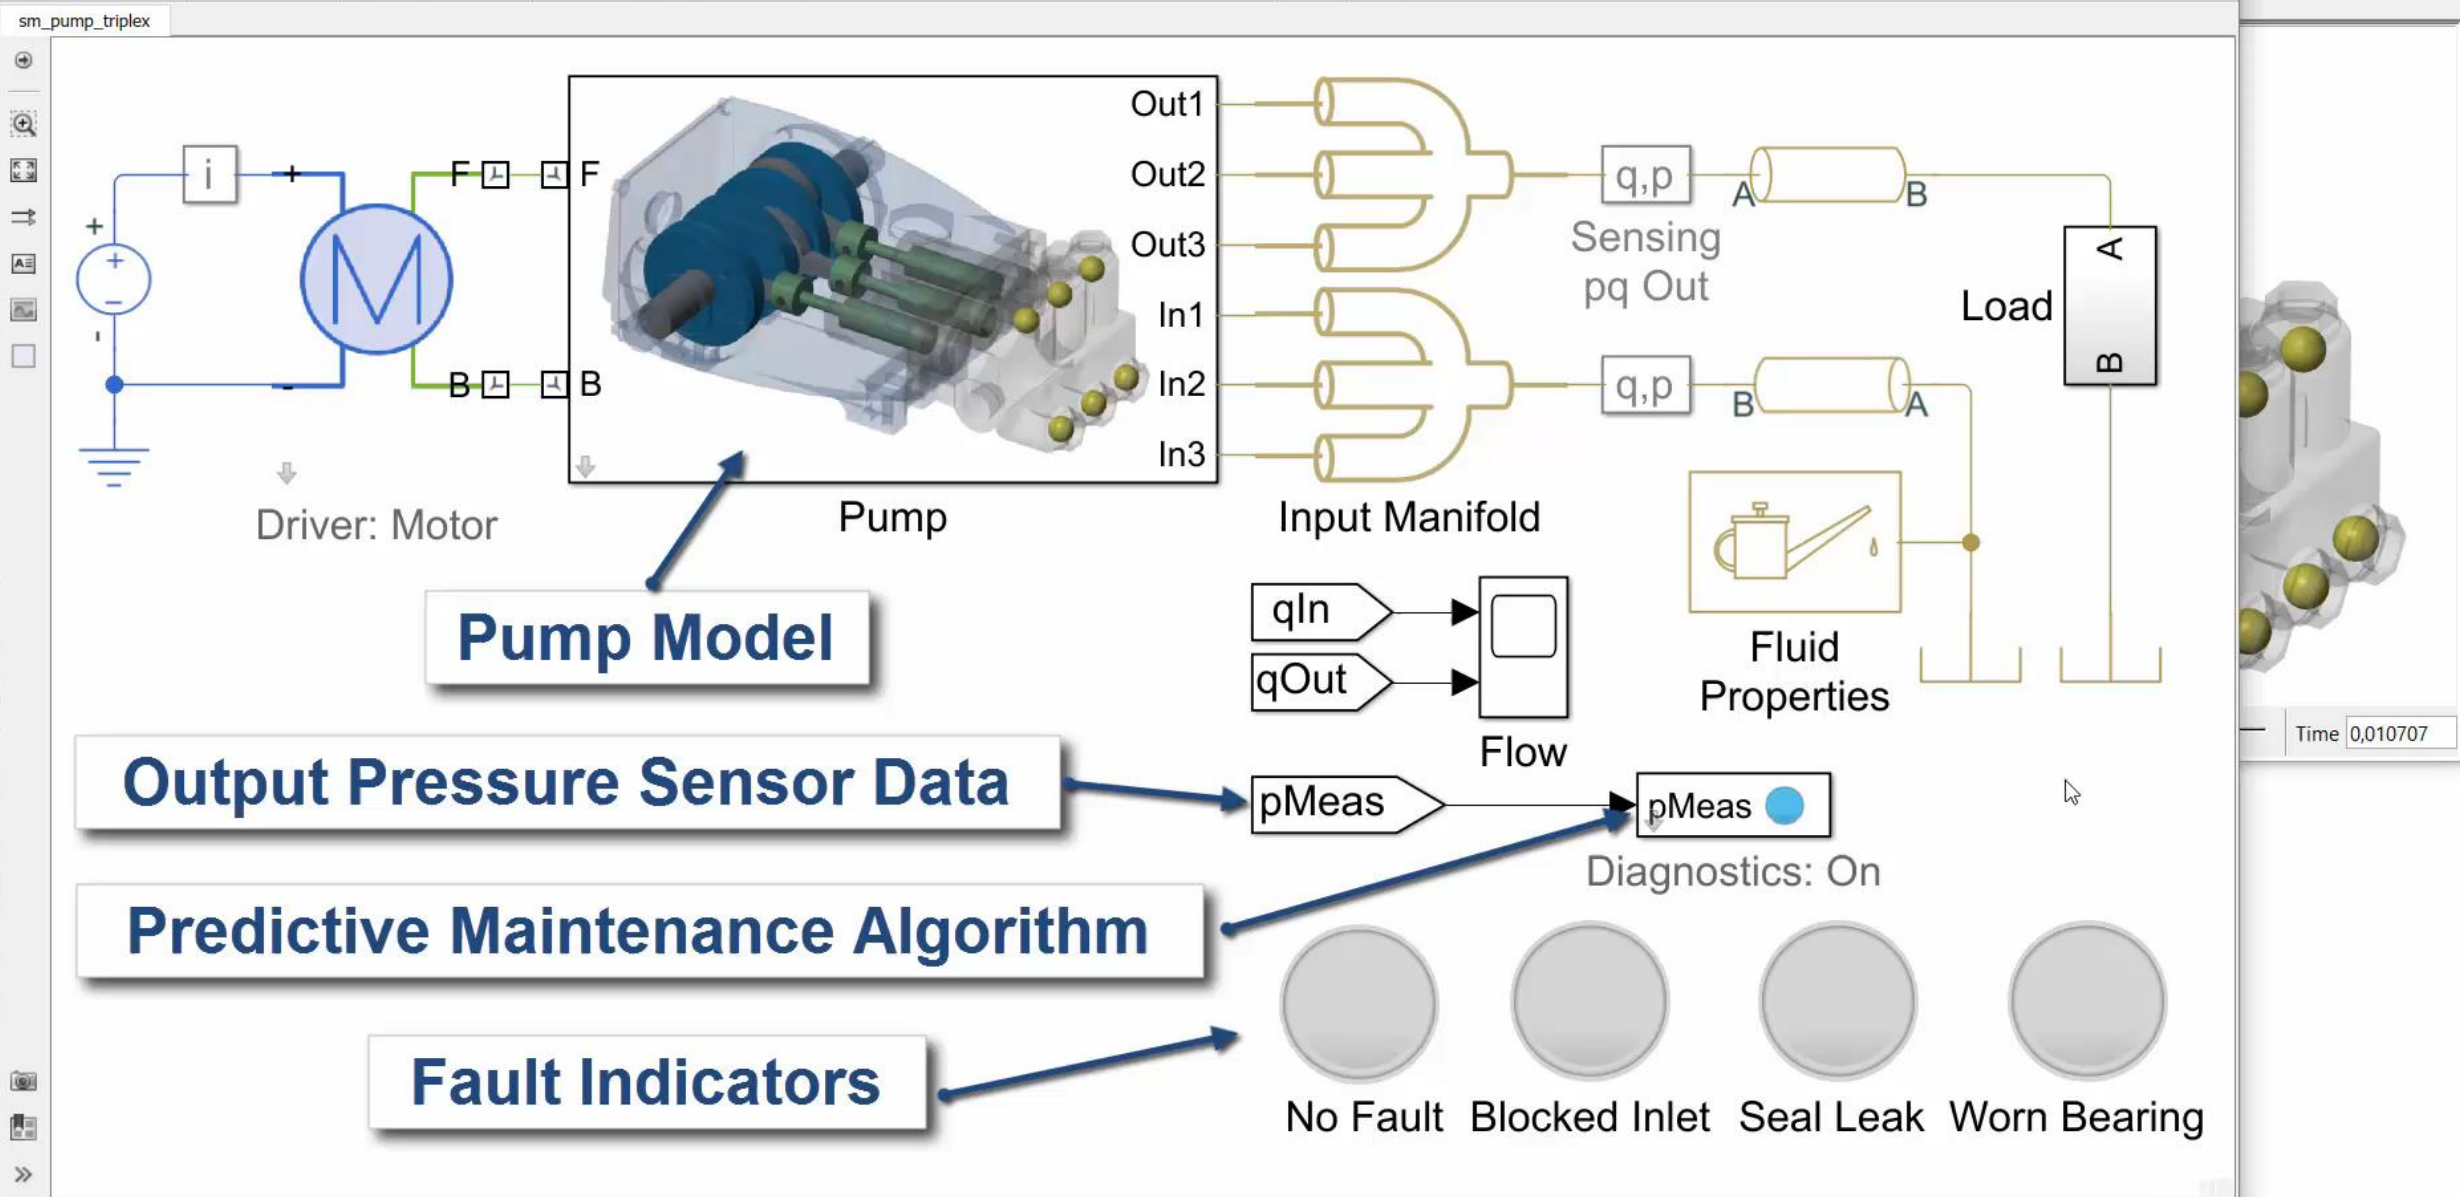 sm_pump_triplex
Out1
Out2
Out3
In1
In2
In3
i
+
+
+
-
-
-
M
F
F
B
B
q,p
A
B
Sensing
pq Out
Load
A
B
q,p
B
A
Driver: Motor
Pump
Input Manifold
Pump Model
qIn
qOut
Flow
Fluid
Properties
Time 0,010707
Output Pressure Sensor Data
pMeas
pMeas
Diagnostics: On
Predictive Maintenance Algorithm
Fault Indicators
No Fault
Blocked Inlet
Seal Leak
Worn Bearing